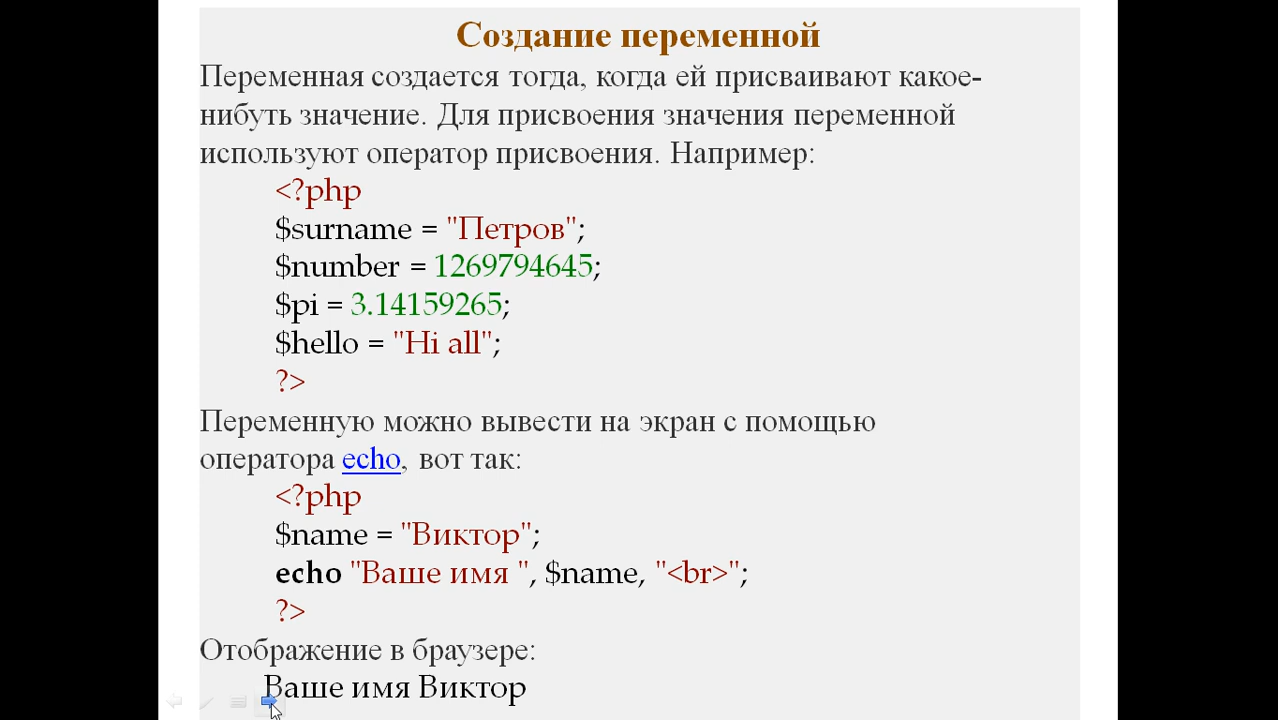 Создание переменной
Переменная создается тогда, когда ей присваивают какое-
нибуть значение. Для присвоения значения переменной
используют оператор присвоения. Например:
<?php
$surname = "Петров";
$number = 1269794645;
$pi = 3.14159265;
$hello = "Hi all";
?>
Переменную можно вывести на экран с помощью
оператора echo, вот так:
<?php
$name = "Виктор";
echo "Ваше имя ", $name, "<br>";
?>
Отображение в браузере:
Ваше имя Виктор